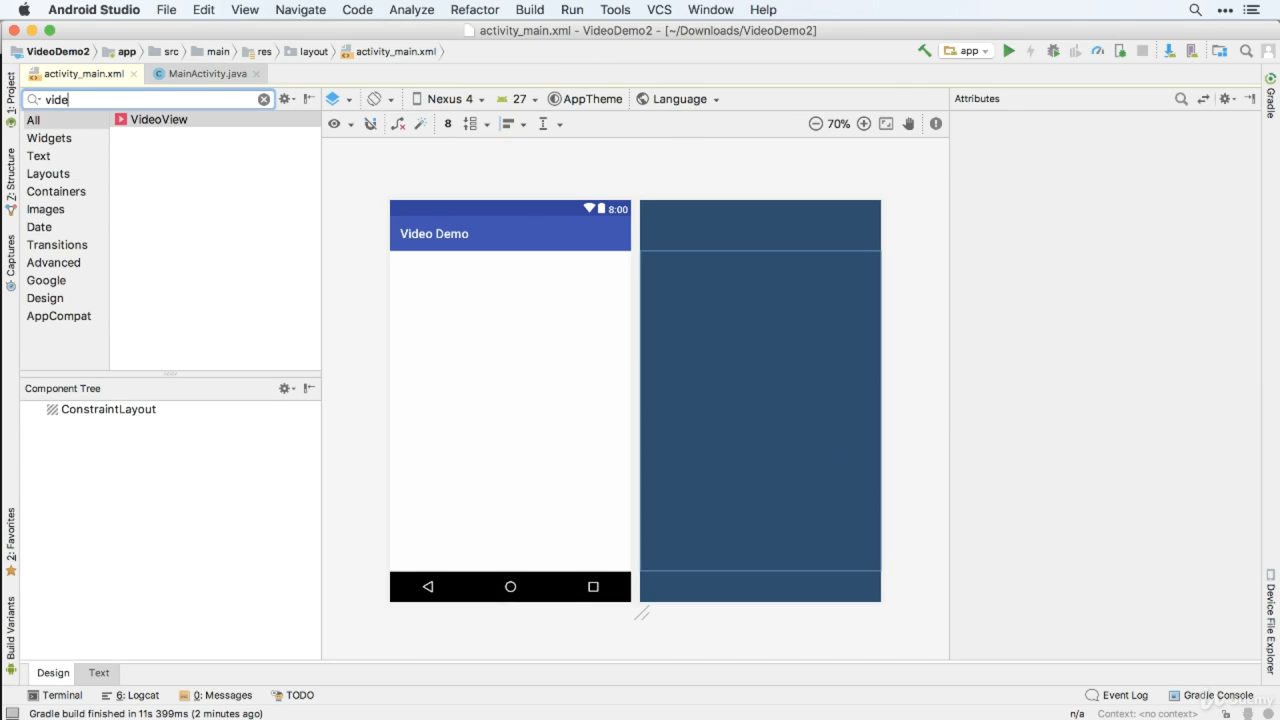 Android Studio File Edit View Navigate Code Analyze Refactor Build Run Tools VCS Window Help
activity_main.xml - VideoDemo2 - [~/Downloads/VideoDemo2]
VideoDemo2 app src main res layout activity_main.xml app
activity_main.xml MainActivity.java
1: Project
Z: Structure
Captures
2: Favorites
Build Variants
vide
Nexus 4 27 AppTheme Language
Attributes
8 70%
All
Widgets
Text
Layouts
Containers
Images
Date
Transitions
Advanced
Google
Design
AppCompat
VideoView
Component Tree
ConstraintLayout
8:00
Video Demo
Gradle
Device File Explorer
Design Text
Terminal 6: Logcat 0: Messages TODO Event Log Gradle Console
Gradle build finished in 11s 399ms (2 minutes ago) n/a Context: <no context>
Udemy